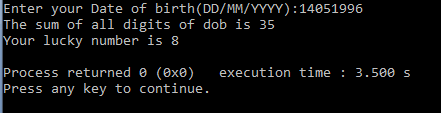 Enter your Date of birth(DD/MM/YYYY):14051996
The sum of all digits of dob is 35
Your lucky number is 8
Process returned 0 (0x0)   execution time : 3.500 s
Press any key to continue.